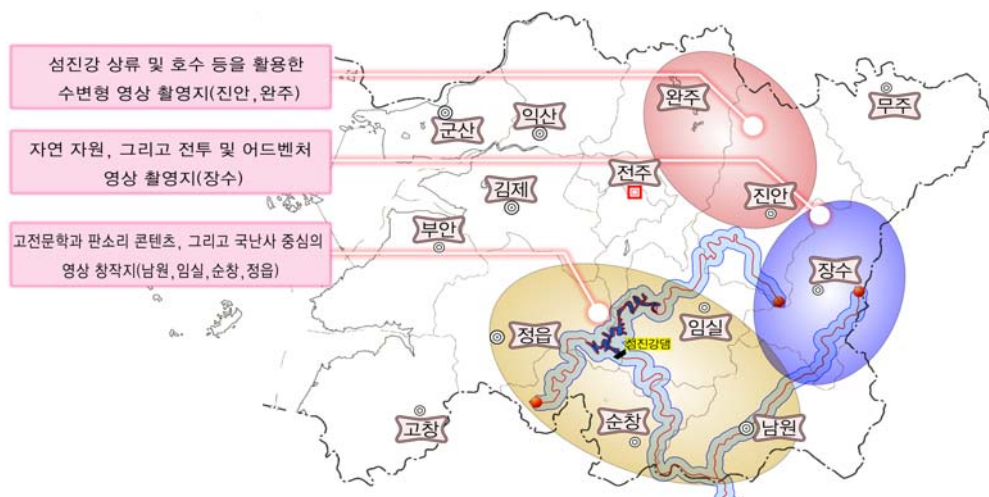 섬진강 상류 및 호수 등을 활용한
수변형 영상 촬영지(진안,완주)
자연 자원, 그리고 전투 및 어드벤처
영상 촬영지(장수)
고전문학과 판소리 콘텐츠, 그리고 국난사 중심의
영상 창작지(남원,임실,순창,정읍)
완주
무주
군산
익산
전주
김제
진안
부안
장수
정읍
임실
섬진강댐
고창
순창
남원